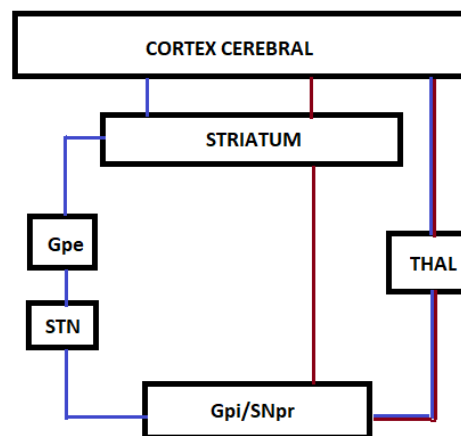 CORTEX CEREBRAL
STRIATUM
Gpe
THAL
STN
Gpi/SNpr